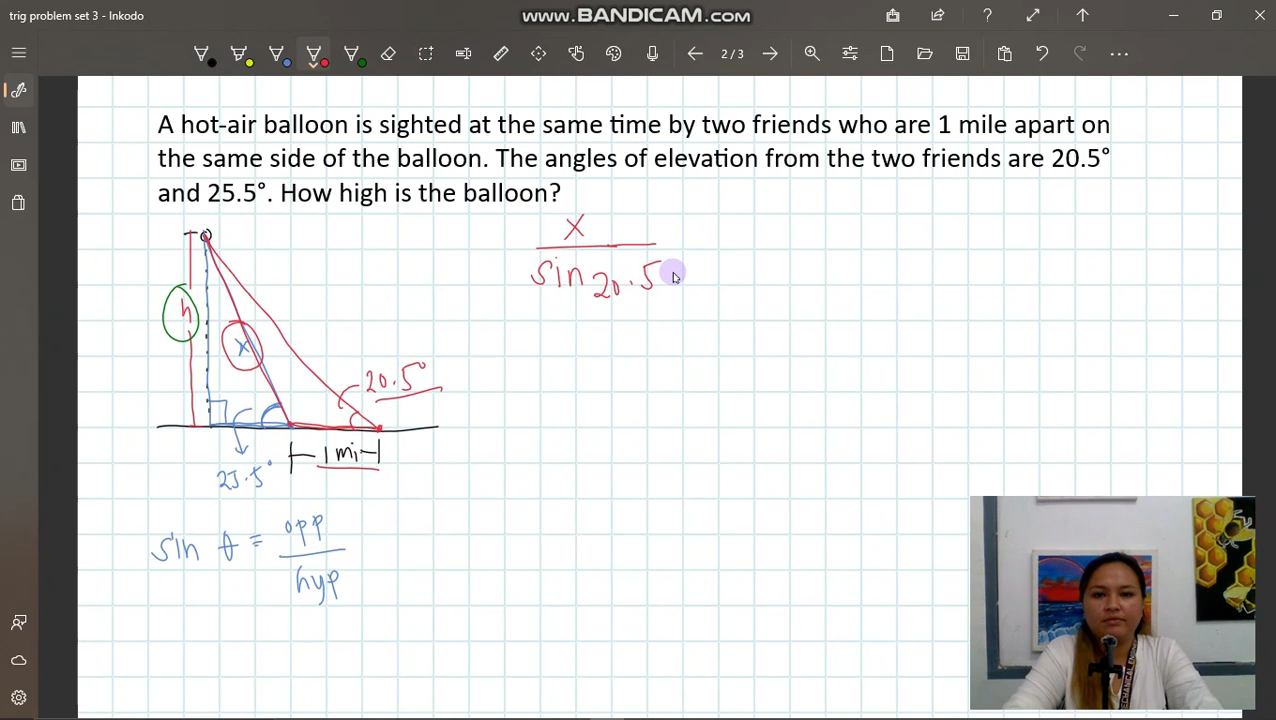 trig problem set 3 - Inkodo
www.BANDICAM.com
2/3
A hot-air balloon is sighted at the same time by two friends who are 1 mile apart on
the same side of the balloon. The angles of elevation from the two friends are 20.5°
and 25.5°. How high is the balloon?
x
sin 20.5
h
x
20.5°
1 mi
25.5°
sin θ = opp
hyp